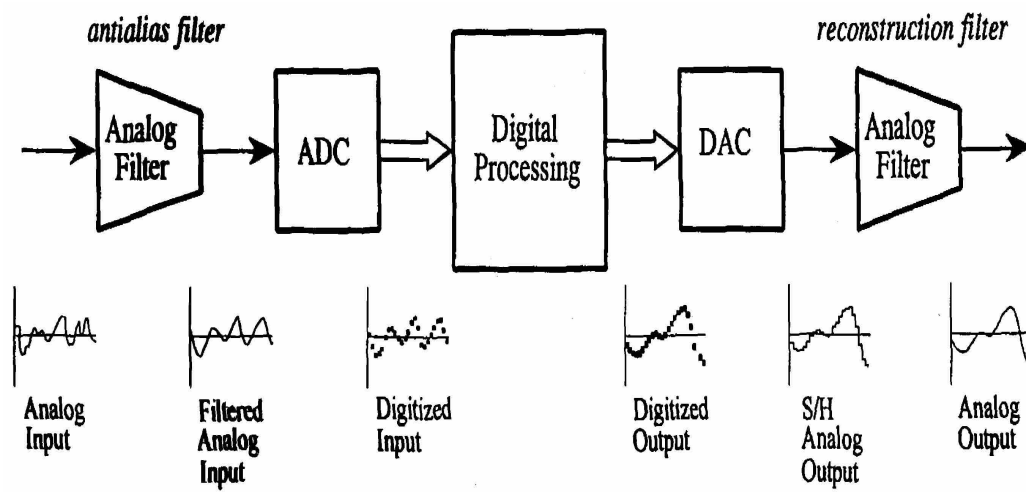 antialias filter
reconstruction filter
Analog
Filter
ADC
Digital
Processing
DAC
Analog
Filter
Analog
Input
Filtered
Analog
Input
Digitized
Input
Digitized
Output
S/H
Analog
Output
Analog
Output